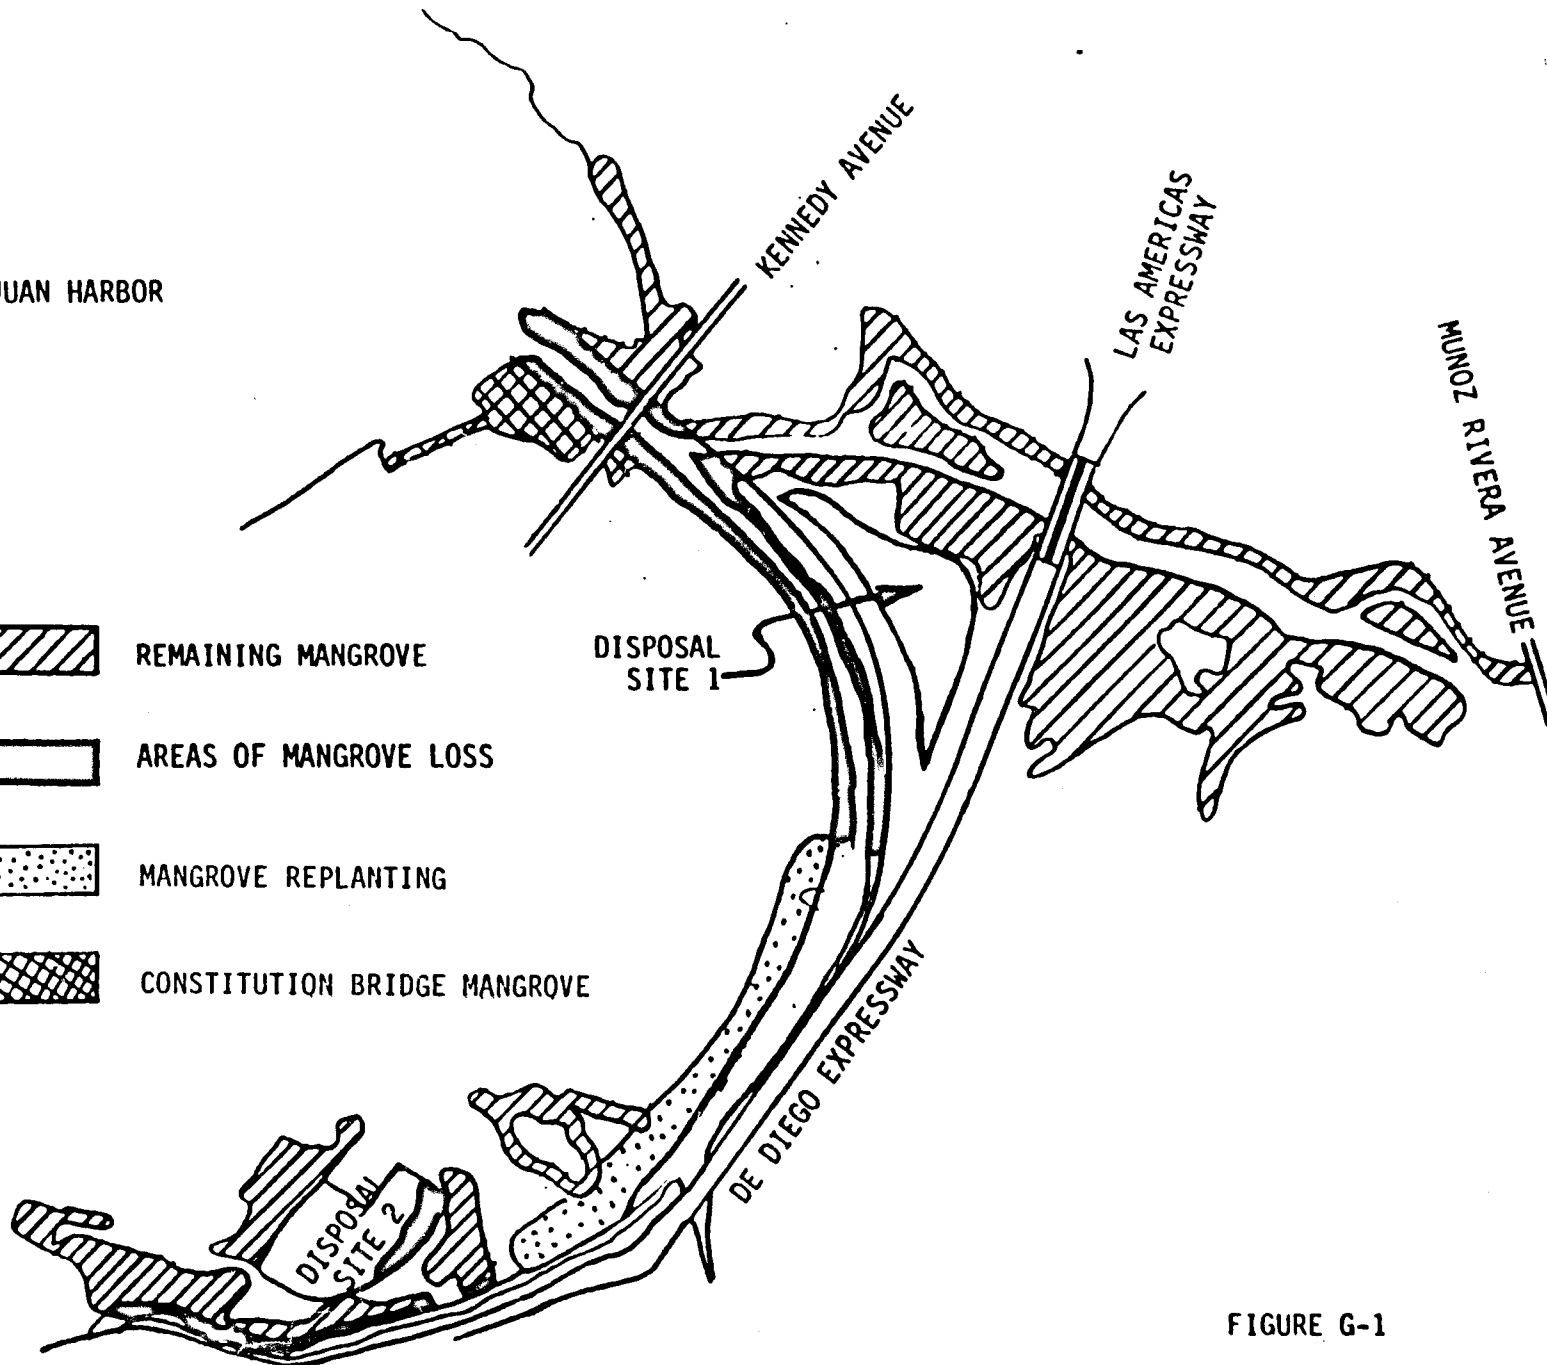 KENNEDY AVENUE
LAS AMERICAS
EXPRESSWAY
JUAN HARBOR
MUNOZ RIVERA AVENUE
REMAINING MANGROVE
DISPOSAL
SITE 1
AREAS OF MANGROVE LOSS
MANGROVE REPLANTING
CONSTITUTION BRIDGE MANGROVE
DE DIEGO EXPRESSWAY
DISPOSAL
SITE 2
FIGURE G-1